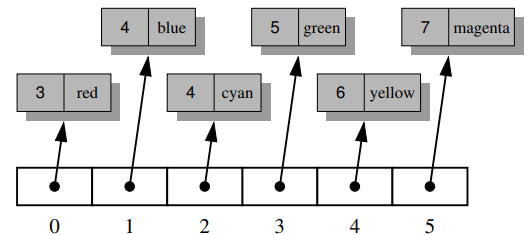 4 blue 5 green 7 magenta
3 red 4 cyan 6 yellow
0 1 2 3 4 5